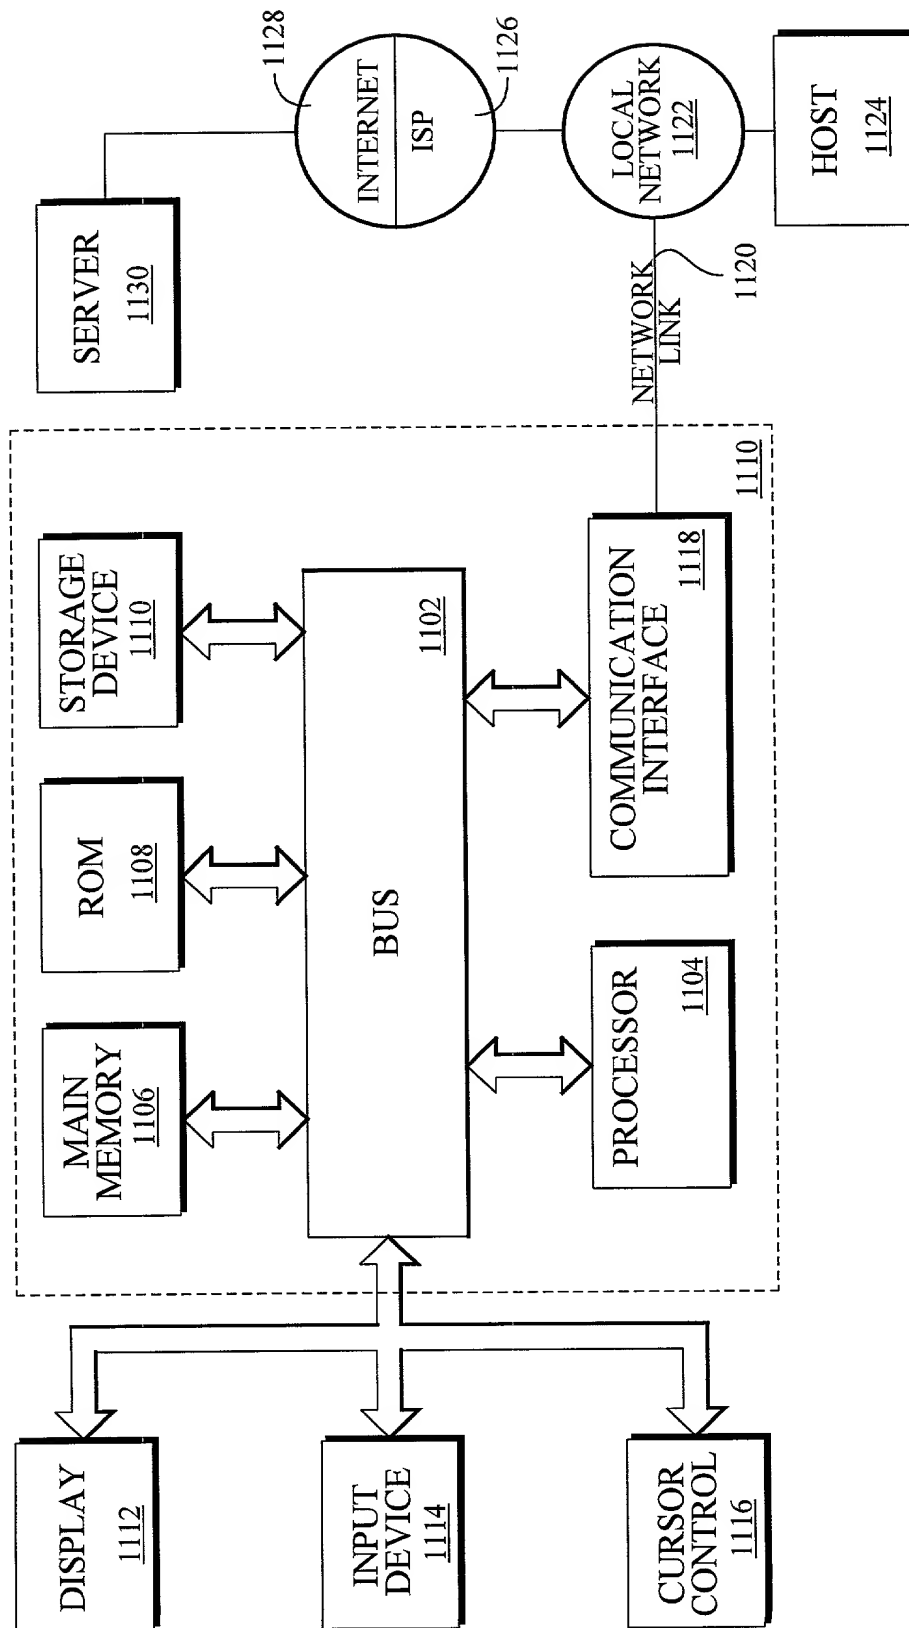 DISPLAY
1112
INPUT
DEVICE
1114
CURSOR
CONTROL
1116
MAIN
MEMORY
1106
ROM
1108
STORAGE
DEVICE
1110
BUS
1102
PROCESSOR
1104
COMMUNICATION
INTERFACE
1118
1110
SERVER
1130
NETWORK
LINK
1120
INTERNET
1128
ISP
1126
LOCAL
NETWORK
1122
HOST
1124